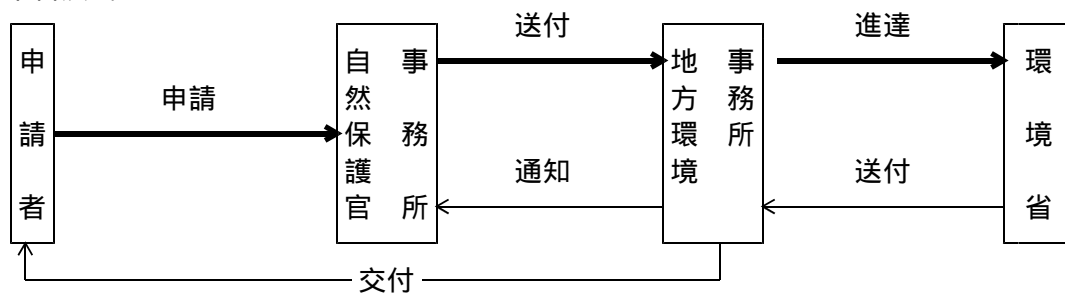 送付
進達
申請者
申請
自然保護官
事務所
通知
地方環境
事務所
送付
環境省
交付